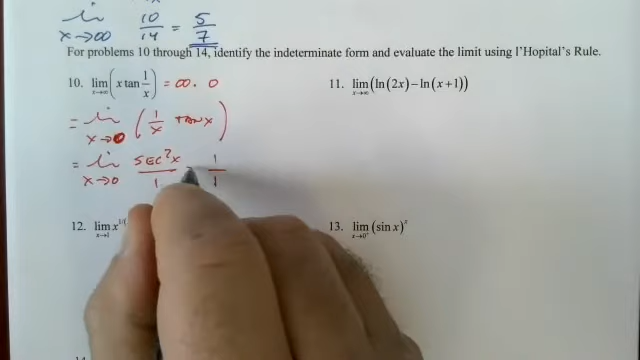 lim 10/14 = 5/7
x→∞
For problems 10 through 14, identify the indeterminate form and evaluate the limit using l'Hopital's Rule.
10. lim x→∞ (x tan 1/x) = ∞ · 0
11. lim x→∞ (ln(2x) − ln(x+1))
= lim x→0 (1/x TANX)
= lim x→0 SEC²X/1 = 1/1
12. lim x→1
13. lim x→0⁺ (sin x)ˣ